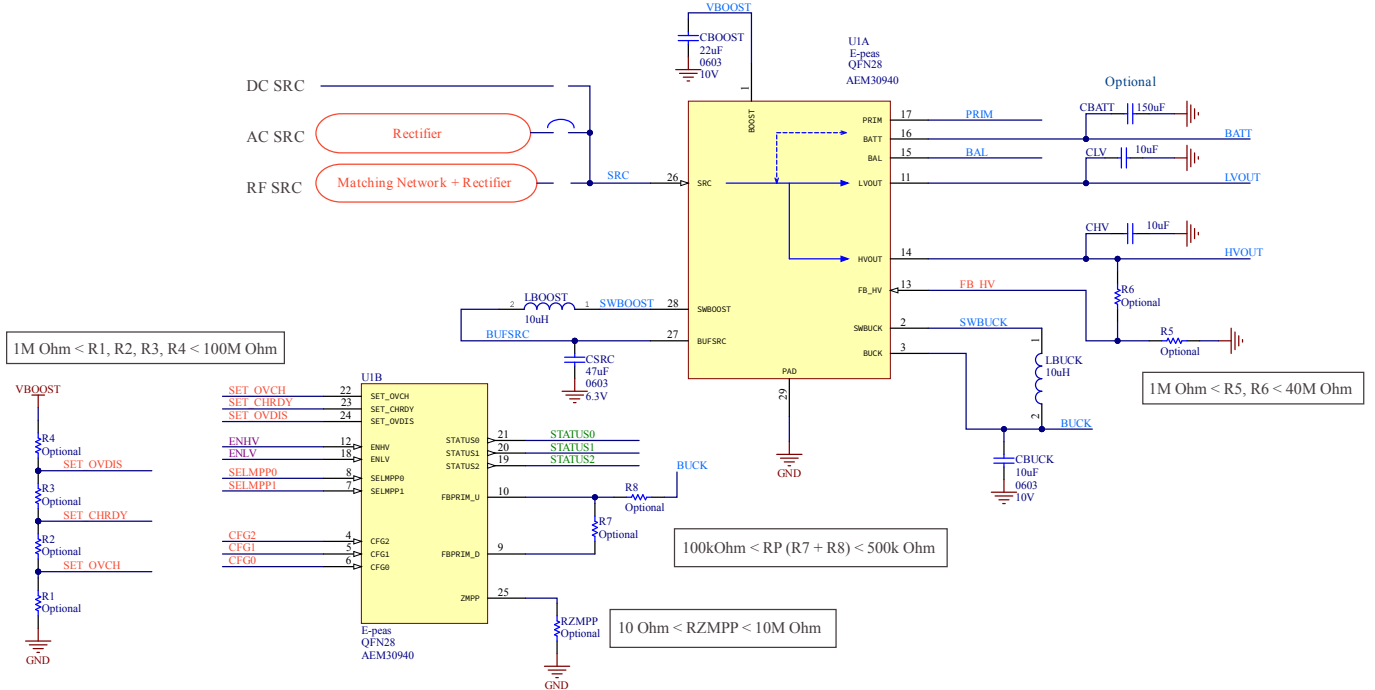 VBOOST
CBOOST
22uF
0603
10V
1
BOOST
U1A
E-peas
QFN28
AEM30940
DC SRC
AC SRC
Rectifier
RF SRC
Matching Network + Rectifier
SRC
26
SRC
PRIM
17
PRIM
BATT
16
BATT
BAL
15
BAL
LVOUT
11
LVOUT
Optional
CBATT
150uF
CLV
10uF
HVOUT
14
HVOUT
CHV
10uF
FB_HV
13
FB_HV
R6
Optional
R5
Optional
1M Ohm < R5, R6 < 40M Ohm
SWBUCK
2
SWBUCK
BUCK
3
1
LBUCK
10uH
2
BUCK
CBUCK
10uF
0603
10V
PAD
29
GND
2
LBOOST
1
10uH
SWBOOST
28
SWBOOST
BUFSRC
27
BUFSRC
CSRC
47uF
0603
6.3V
1M Ohm < R1, R2, R3, R4 < 100M Ohm
VBOOST
R4
Optional
SET_OVDIS
R3
Optional
SET_CHRDY
R2
Optional
SET_OVCH
R1
Optional
GND
U1B
SET_OVCH
22
SET_OVCH
SET_CHRDY
23
SET_CHRDY
SET_OVDIS
24
SET_OVDIS
ENHV
12
ENHV
ENLV
18
ENLV
SELMPP0
8
SELMPP0
SELMPP1
7
SELMPP1
CFG2
4
CFG2
CFG1
5
CFG1
CFG0
6
CFG0
STATUS0
21
STATUS0
STATUS1
20
STATUS1
STATUS2
19
STATUS2
FBPRIM_U
10
BUCK
R8
Optional
R7
Optional
FBPRIM_D
9
100kOhm < RP (R7 + R8) < 500k Ohm
ZMPP
25
RZMPP
Optional
GND
10 Ohm < RZMPP < 10M Ohm
E-peas
QFN28
AEM30940